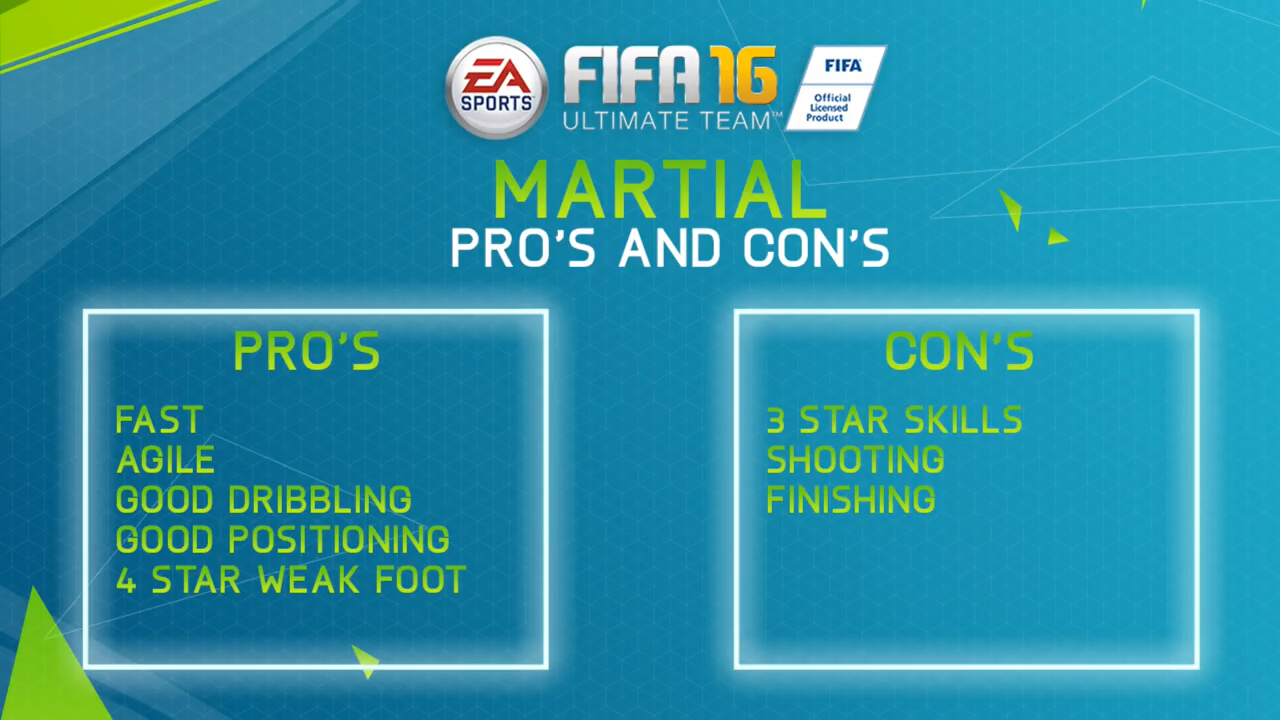 EA
SPORTS
FIFA 16
ULTIMATE TEAM™
FIFA
Official
Licensed
Product
MARTIAL
PRO'S AND CON'S
PRO'S
FAST
AGILE
GOOD DRIBBLING
GOOD POSITIONING
4 STAR WEAK FOOT
CON'S
3 STAR SKILLS
SHOOTING
FINISHING